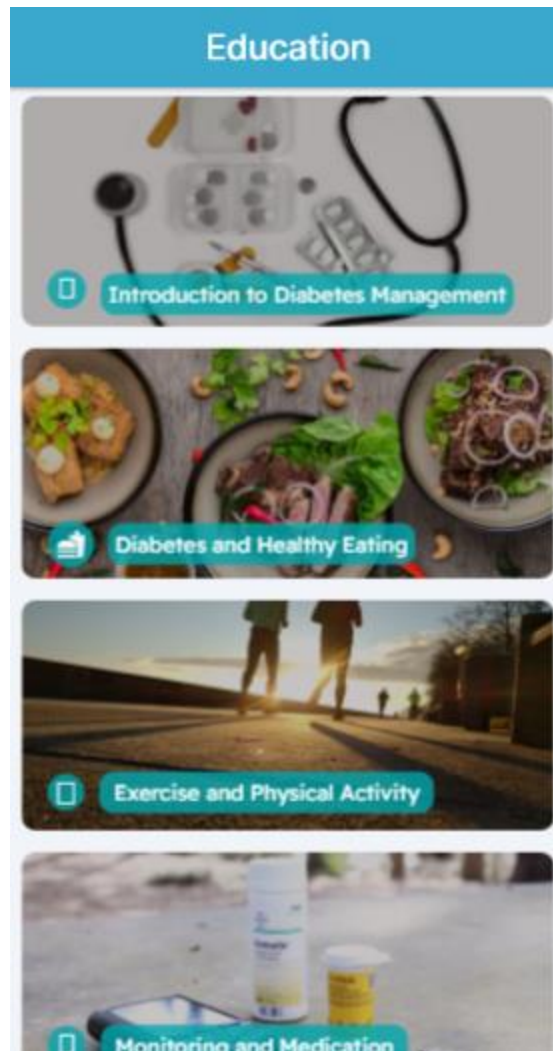 Education
Introduction to Diabetes Management
Diabetes and Healthy Eating
Exercise and Physical Activity
Monitoring and Medication